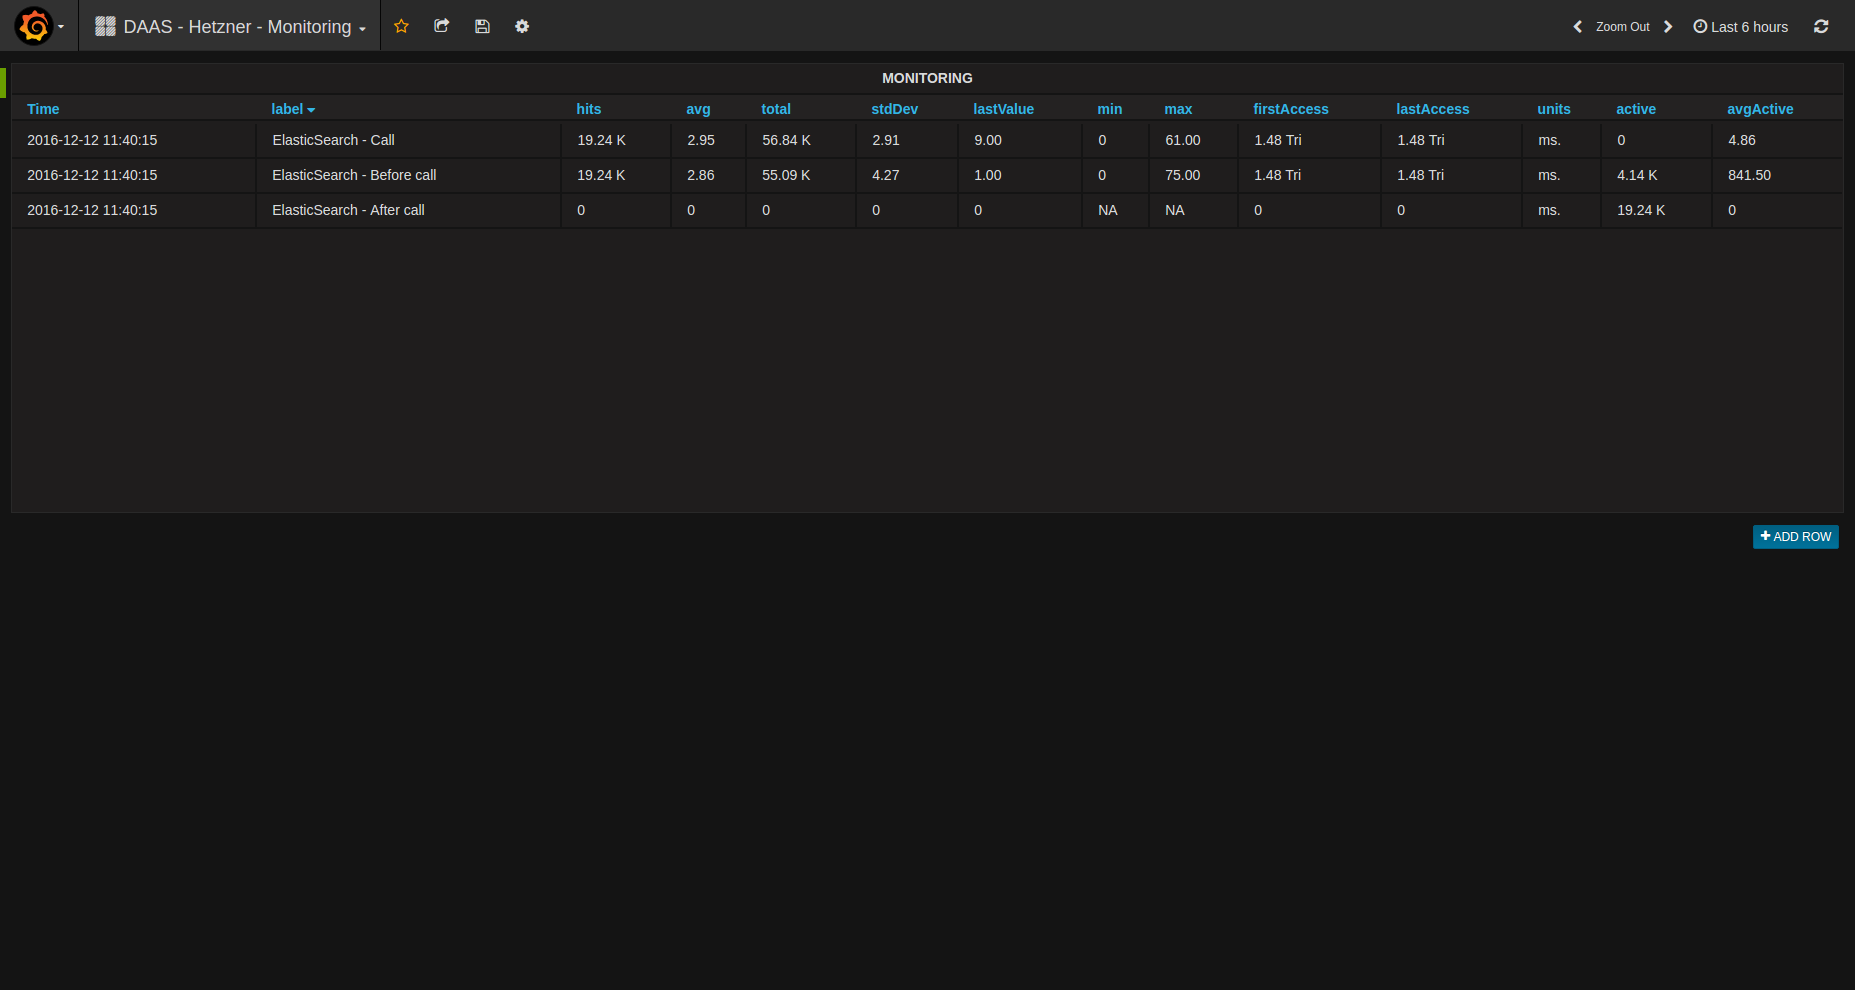 DAAS - Hetzner - Monitoring Zoom Out Last 6 hours
MONITORING
Time label hits avg total stdDev lastValue min max firstAccess lastAccess units active avgActive
2016-12-12 11:40:15 ElasticSearch - Call 19.24 K 2.95 56.84 K 2.91 9.00 0 61.00 1.48 Tri 1.48 Tri ms. 0 4.86
2016-12-12 11:40:15 ElasticSearch - Before call 19.24 K 2.86 55.09 K 4.27 1.00 0 75.00 1.48 Tri 1.48 Tri ms. 4.14 K 841.50
2016-12-12 11:40:15 ElasticSearch - After call 0 0 0 0 0 NA NA 0 0 ms. 19.24 K 0
ADD ROW